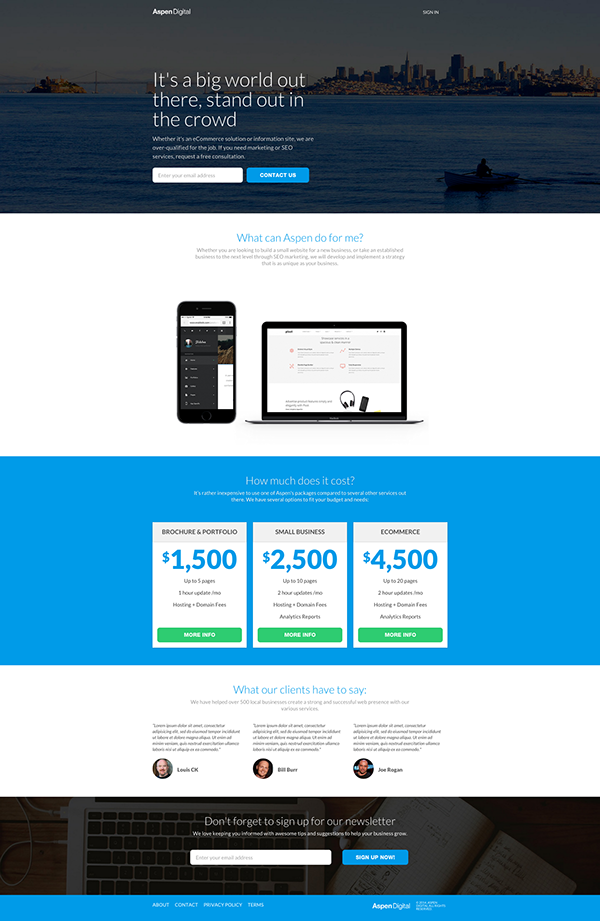 Aspen Digital
SIGN IN
It's a big world out
there, stand out in
the crowd
Whether it's an eCommerce solution or information site, we are
over-qualified for the job. If you need marketing or SEO
services, request a free consultation.
Enter your email address
CONTACT US
What can Aspen do for me?
Whether you are looking to build a small website for a new business, or take an established
business to the next level through SEO marketing, we will develop and implement a strategy
that is as unique as your business.
How much does it cost?
It's rather inexpensive to use one of Aspen's packages compared to several other services out
there. We have several options to fit your budget and needs:
BROCHURE & PORTFOLIO
$1,500
Up to 5 pages
1 hour update /mo
Hosting + Domain Fees
MORE INFO
SMALL BUSINESS
$2,500
Up to 10 pages
2 hour updates /mo
Hosting + Domain Fees
Analytics Reports
MORE INFO
ECOMMERCE
$4,500
Up to 20 pages
2 hour updates /mo
Hosting + Domain Fees
Analytics Reports
MORE INFO
What our clients have to say:
We have helped over 500 local businesses create a strong and successful web presence with our
various services.
"Lorem ipsum dolor sit amet, consectetur
adipiscing elit, sed do eiusmod tempor incididunt
ut labore et dolore magna aliqua. Ut enim ad
minim veniam, quis nostrud exercitation ullamco
laboris nisi ut aliquip ex ea commodo."
Louis CK
"Lorem ipsum dolor sit amet, consectetur
adipiscing elit, sed do eiusmod tempor incididunt
ut labore et dolore magna aliqua. Ut enim ad
minim veniam, quis nostrud exercitation ullamco
laboris nisi ut aliquip ex ea commodo."
Bill Burr
"Lorem ipsum dolor sit amet, consectetur
adipiscing elit, sed do eiusmod tempor incididunt
ut labore et dolore magna aliqua. Ut enim ad
minim veniam, quis nostrud exercitation ullamco
laboris nisi ut aliquip ex ea commodo."
Joe Rogan
Don't forget to sign up for our newsletter
We love keeping you informed with awesome tips and suggestions to help your business grow.
Enter your email address
SIGN UP NOW!
ABOUT CONTACT PRIVACY POLICY TERMS
Aspen Digital
DIGITAL ALL RIGHTS
RESERVED